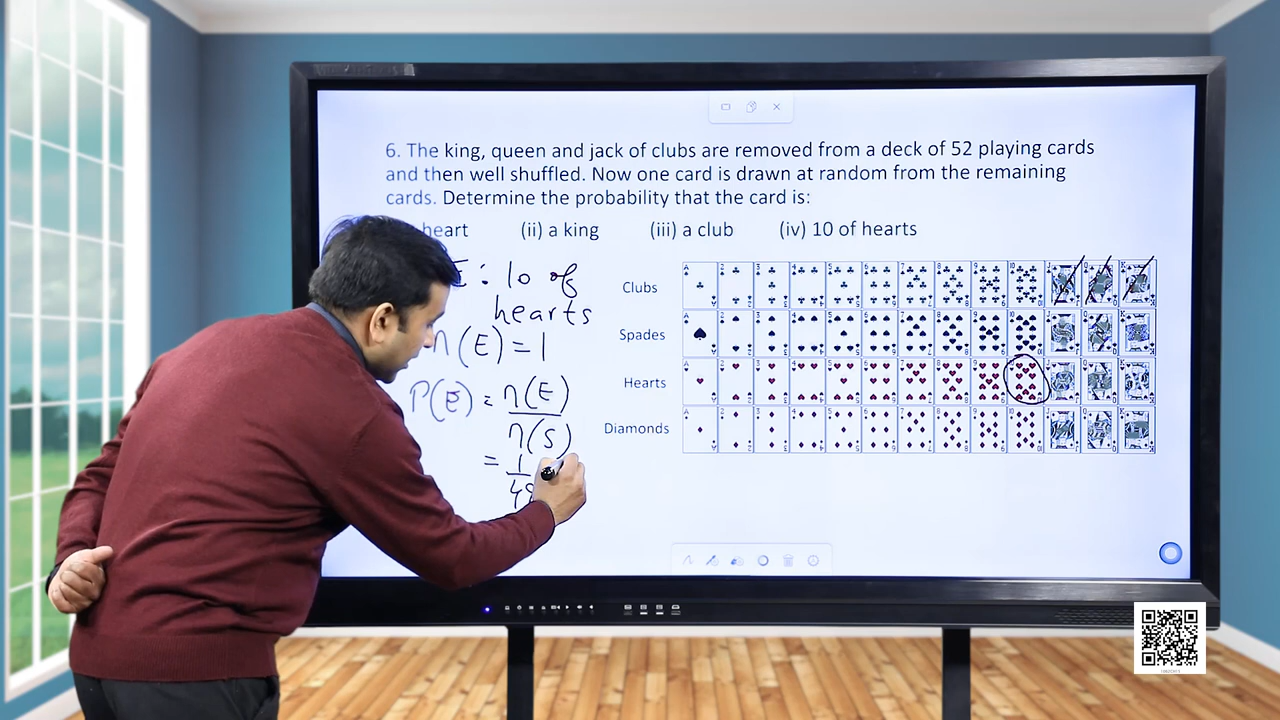 6. The king, queen and jack of clubs are removed from a deck of 52 playing cards
and then well shuffled. Now one card is drawn at random from the remaining
cards. Determine the probability that the card is:
heart (ii) a king (iii) a club (iv) 10 of hearts
E : 10 of
hearts
n(E) = 1
P(E) = n(E)
n(S)
= 1
Clubs
Spades
Hearts
Diamonds